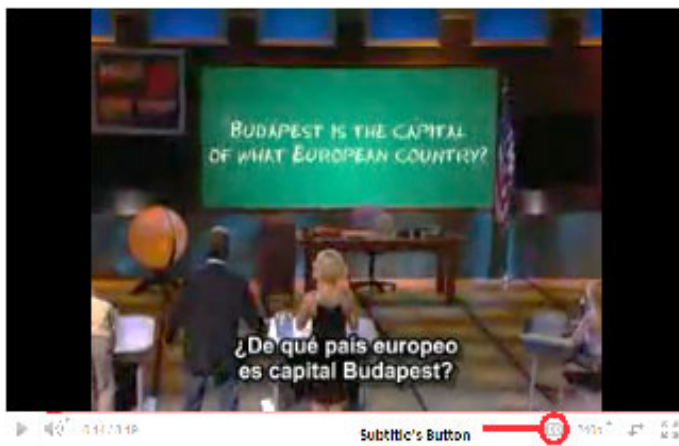 BUDAPEST IS THE CAPITAL
OF WHAT EUROPEAN COUNTRY?
¿De qué país europeo
es capital Budapest?
Subtitle's Button